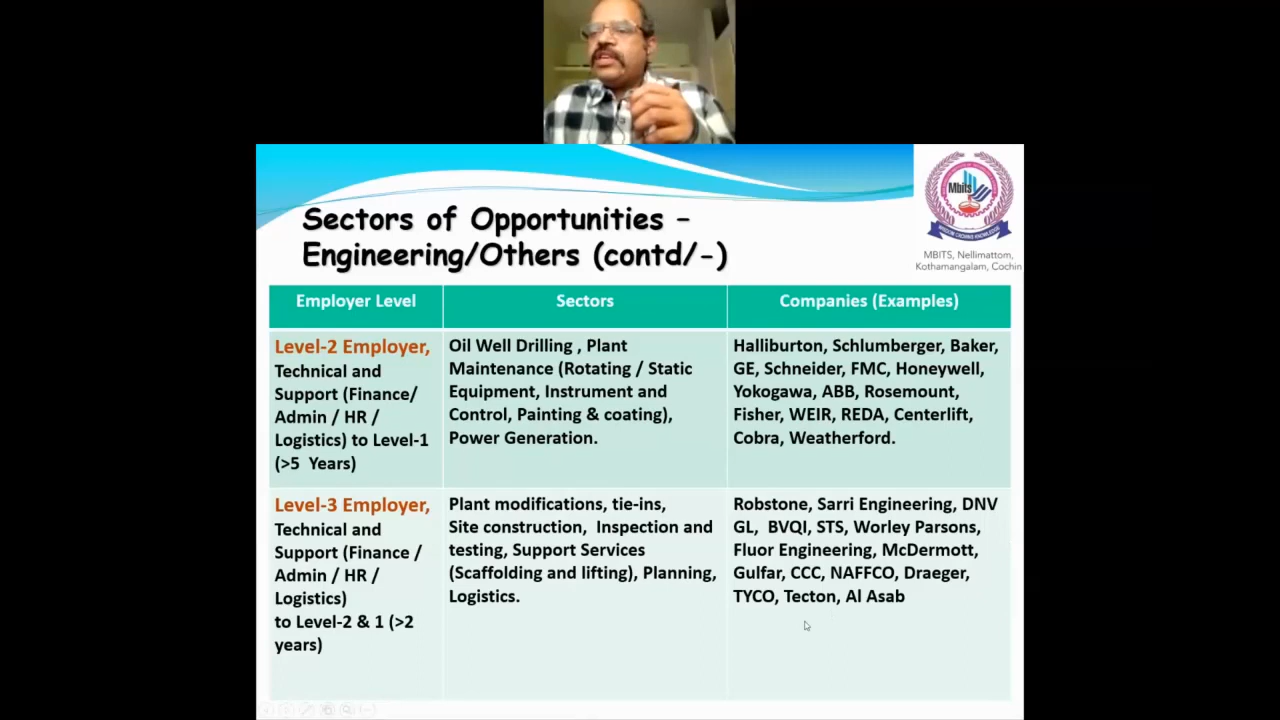 Sectors of Opportunities –
Engineering/Others (contd/-)
Mbits
MBITS, Nellimattom,
Kothamangalam, Cochin
Employer Level
Sectors
Companies (Examples)
Level-2 Employer,
Technical and
Support (Finance/
Admin / HR /
Logistics) to Level-1
(>5 Years)
Oil Well Drilling , Plant
Maintenance (Rotating / Static
Equipment, Instrument and
Control, Painting & coating),
Power Generation.
Halliburton, Schlumberger, Baker,
GE, Schneider, FMC, Honeywell,
Yokogawa, ABB, Rosemount,
Fisher, WEIR, REDA, Centerlift,
Cobra, Weatherford.
Level-3 Employer,
Technical and
Support (Finance /
Admin / HR /
Logistics)
to Level-2 & 1 (>2
years)
Plant modifications, tie-ins,
Site construction, Inspection and
testing, Support Services
(Scaffolding and lifting), Planning,
Logistics.
Robstone, Sarri Engineering, DNV
GL, BVQI, STS, Worley Parsons,
Fluor Engineering, McDermott,
Gulfar, CCC, NAFFCO, Draeger,
TYCO, Tecton, Al Asab